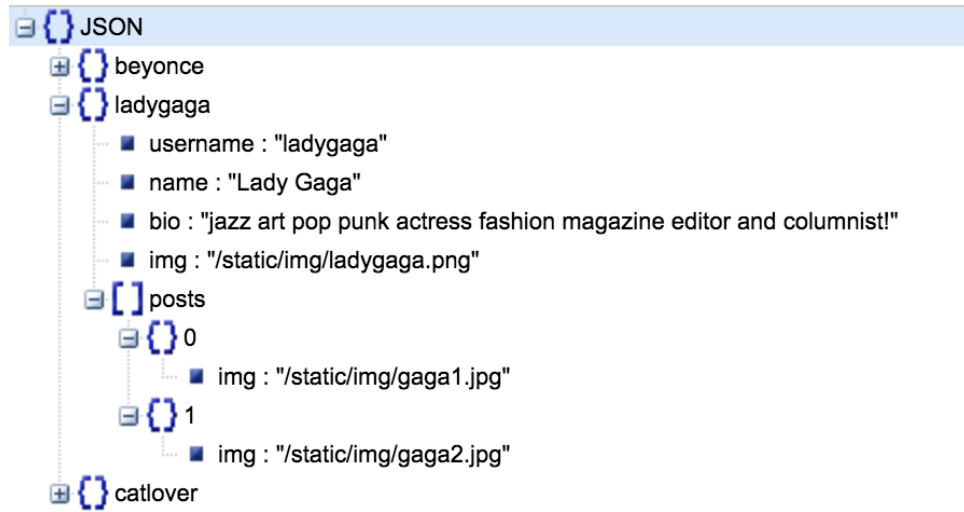 JSON
beyonce
ladygaga
username : "ladygaga"
name : "Lady Gaga"
bio : "jazz art pop punk actress fashion magazine editor and columnist!"
img : "/static/img/ladygaga.png"
posts
0
img : "/static/img/gaga1.jpg"
1
img : "/static/img/gaga2.jpg"
catlover